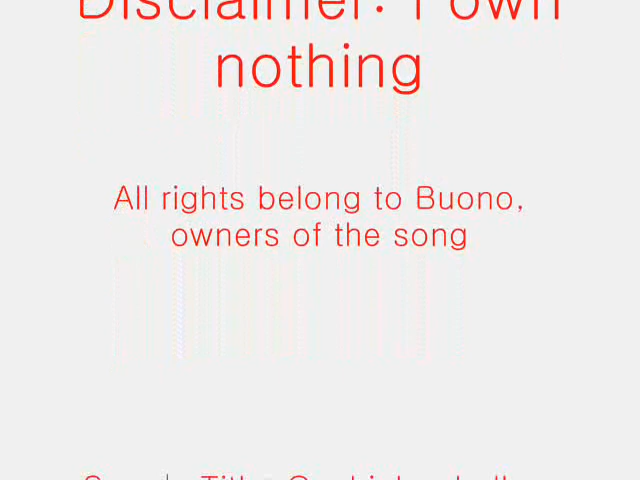 Disclaimer: I own
nothing
All rights belong to Buono,
owners of the song